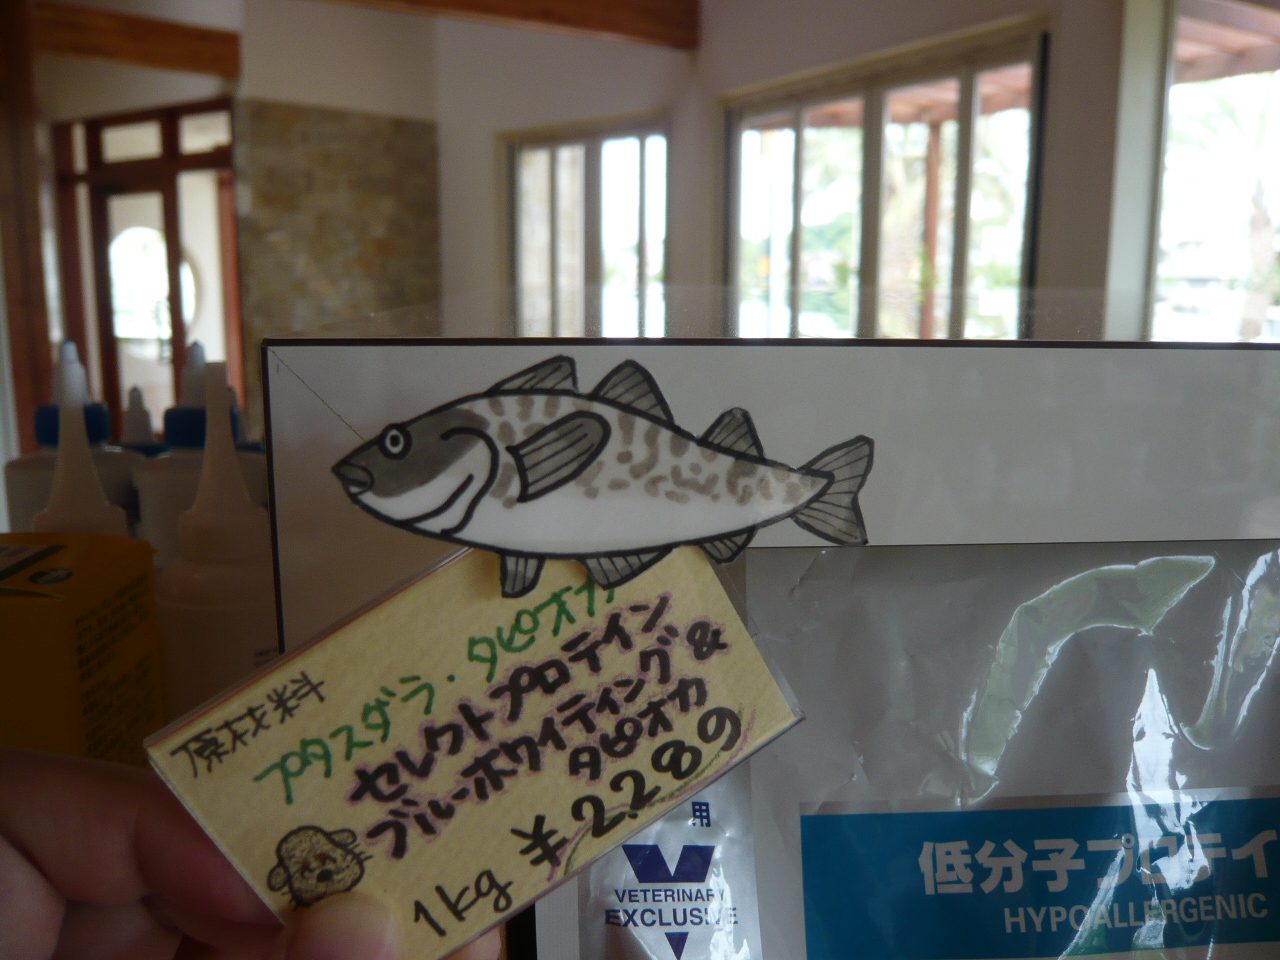 原材料
プタスダラ・タピオカ
セレクトプロテイン
ブルーホワイティング&
タピオカ
1kg ¥2,289
用
VETERINARY
EXCLUSIVE
低分子プロテイ
HYPOALLERGENIC